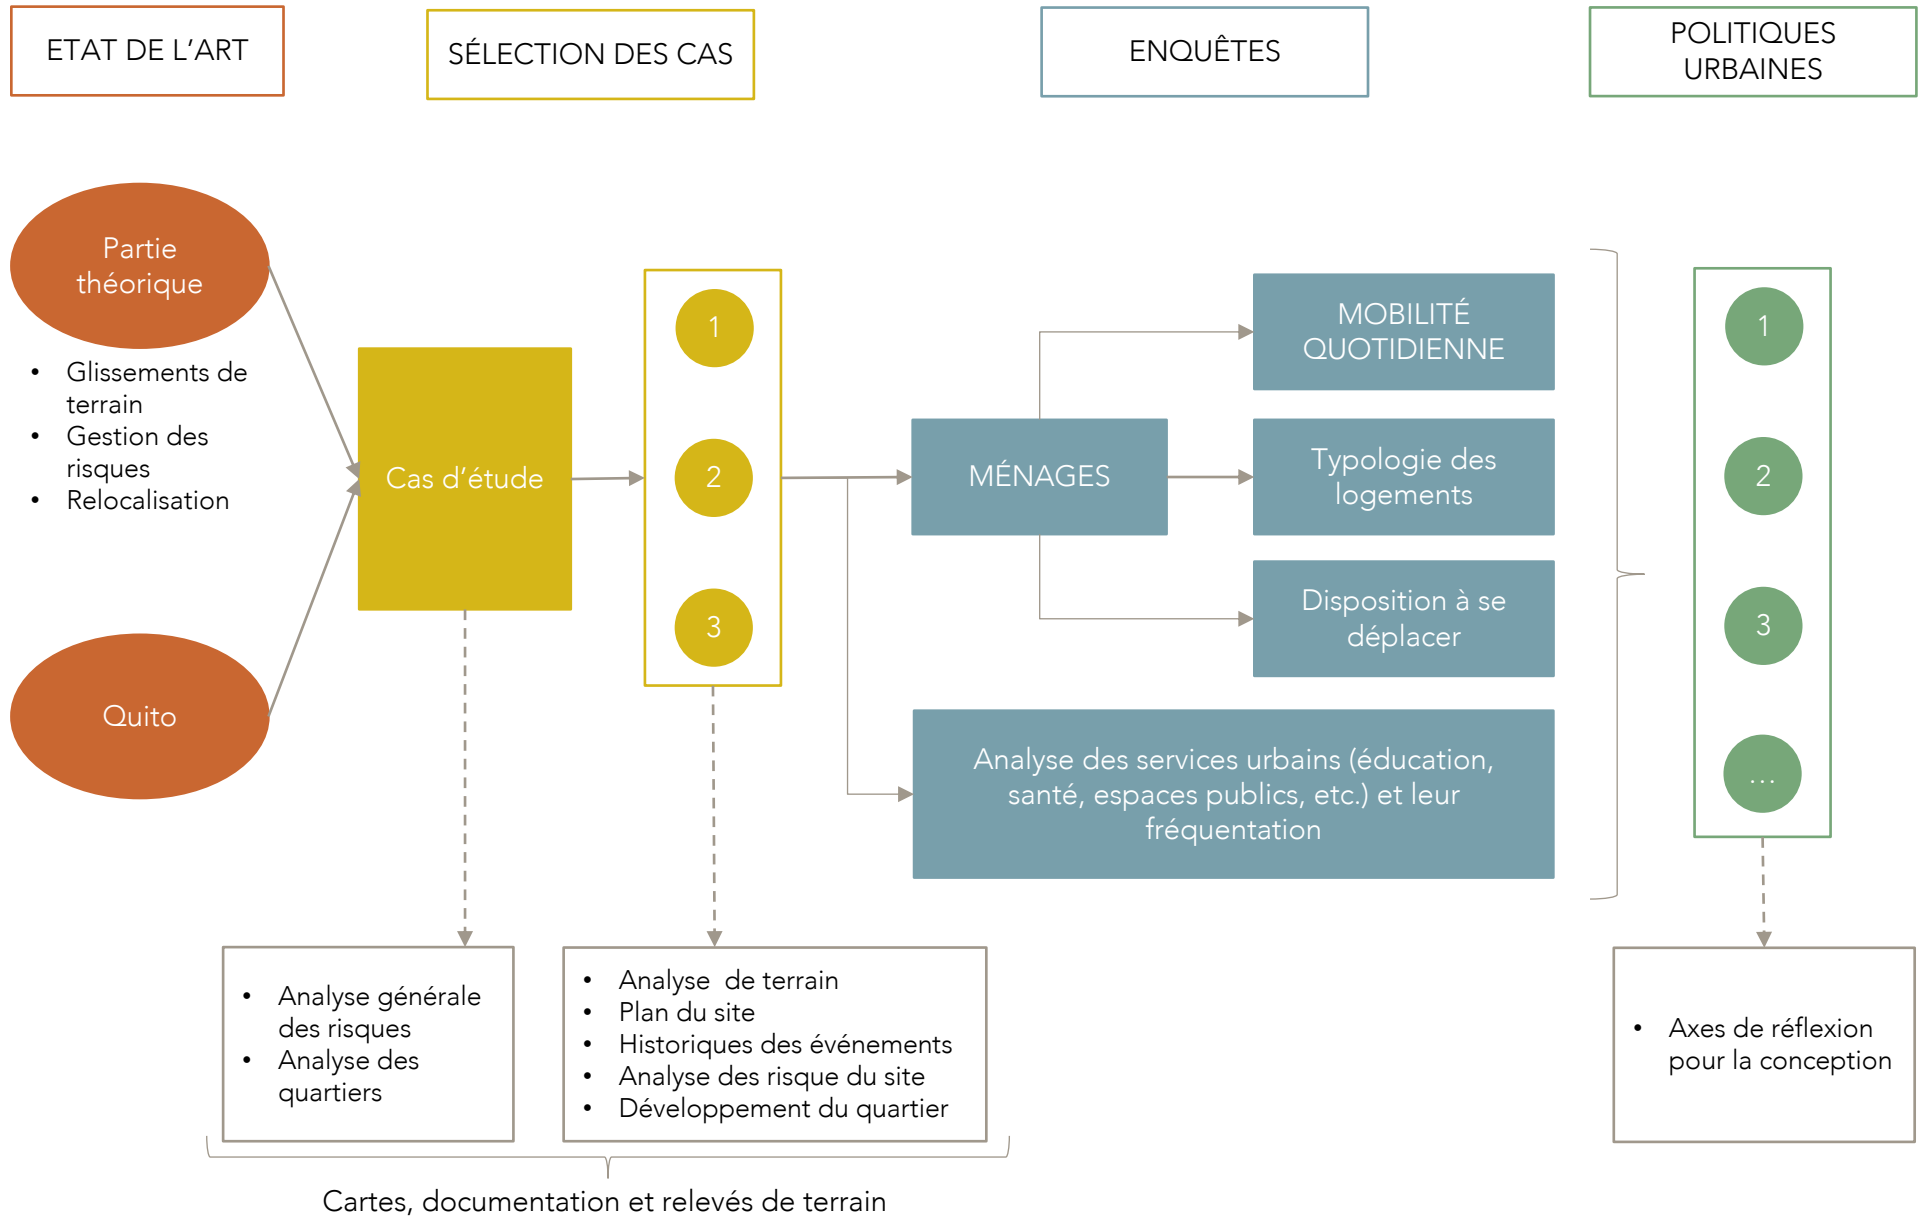 ETAT DE L'ART
SÉLECTION DES CAS
ENQUÊTES
POLITIQUES
URBAINES
Partie
théorique
• Glissements de
terrain
• Gestion des
risques
• Relocalisation
Quito
Cas d'étude
1
2
3
MÉNAGES
MOBILITÉ
QUOTIDIENNE
Typologie des
logements
Disposition à se
déplacer
Analyse des services urbains (éducation,
santé, espaces publics, etc.) et leur
fréquentation
1
2
3
...
• Analyse générale
des risques
• Analyse des
quartiers
• Analyse de terrain
• Plan du site
• Historiques des événements
• Analyse des risque du site
• Développement du quartier
• Axes de réflexion
pour la conception
Cartes, documentation et relevés de terrain